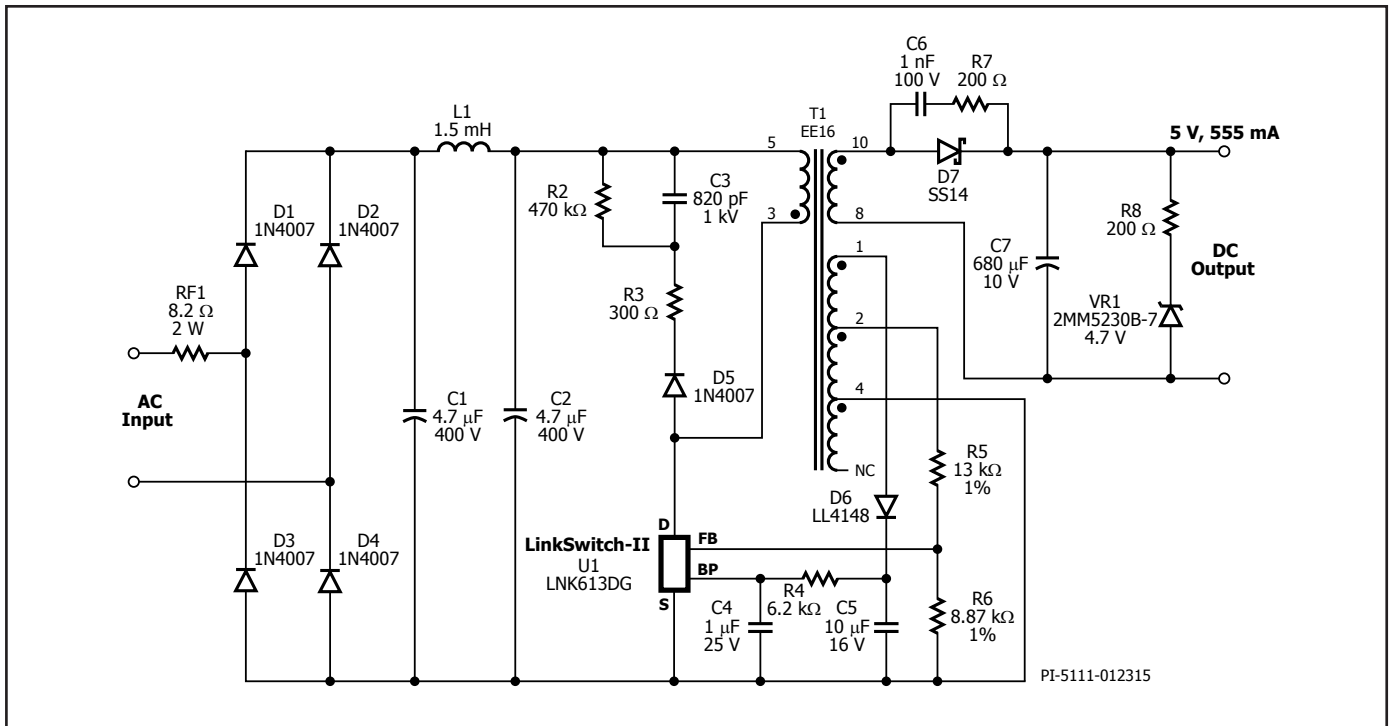 C6
1 nF
100 V
R7
200 Ω
T1
EE16
L1
1.5 mH
5
10
5 V, 555 mA
D7
SS14
R2
470 kΩ
C3
820 pF
1 kV
3
8
R8
200 Ω
D1
1N4007
D2
1N4007
1
C7
680 µF
10 V
DC
Output
R3
300 Ω
VR1
2MM5230B-7
4.7 V
RF1
8.2 Ω
2 W
2
D5
1N4007
4
AC
Input
C1
4.7 µF
400 V
C2
4.7 µF
400 V
NC
R5
13 kΩ
1%
D6
LL4148
D
FB
LinkSwitch-II
U1
LNK613DG
BP
S
D3
1N4007
D4
1N4007
R4
6.2 kΩ
C4
1 µF
25 V
C5
10 µF
16 V
R6
8.87 kΩ
1%
PI-5111-012315